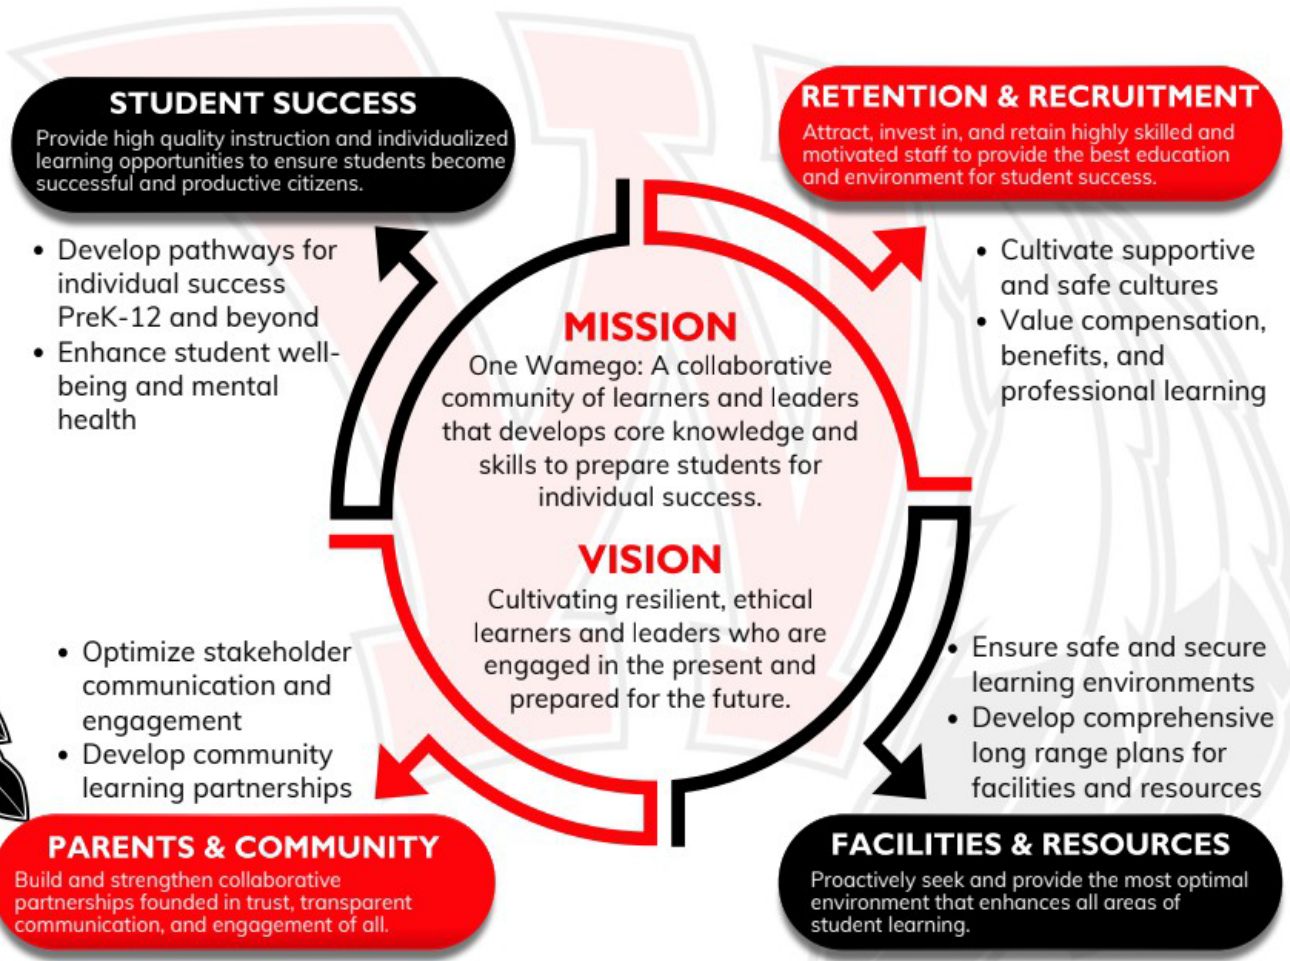 STUDENT SUCCESS
Provide high quality instruction and individualized
learning opportunities to ensure students become
successful and productive citizens.
• Develop pathways for
individual success
PreK-12 and beyond
• Enhance student well-
being and mental
health
RETENTION & RECRUITMENT
Attract, invest in, and retain highly skilled and
motivated staff to provide the best education
and environment for student success.
• Cultivate supportive
and safe cultures
• Value compensation,
benefits, and
professional learning
MISSION
One Wamego: A collaborative
community of learners and leaders
that develops core knowledge and
skills to prepare students for
individual success.
VISION
Cultivating resilient, ethical
learners and leaders who are
engaged in the present and
prepared for the future.
• Optimize stakeholder
communication and
engagement
• Develop community
learning partnerships
PARENTS & COMMUNITY
Build and strengthen collaborative
partnerships founded in trust, transparent
communication, and engagement of all.
• Ensure safe and secure
learning environments
• Develop comprehensive
long range plans for
facilities and resources
FACILITIES & RESOURCES
Proactively seek and provide the most optimal
environment that enhances all areas of
student learning.
W